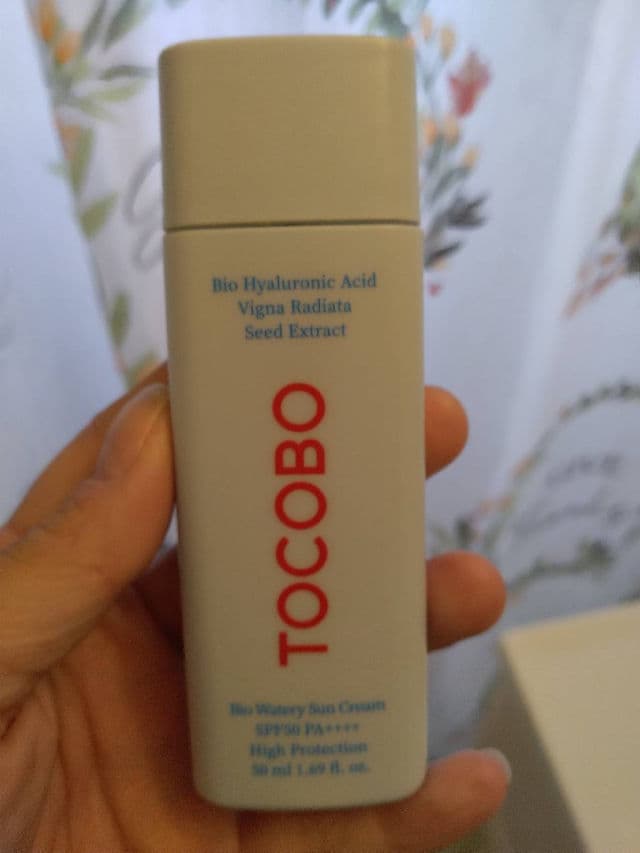 Bio Hyaluronic Acid
Vigna Radiata
Seed Extract
TOCOBO
Bio Watery Sun Cream
SPF50 PA++++
High Protection
50 ml 1.69 fl. oz.